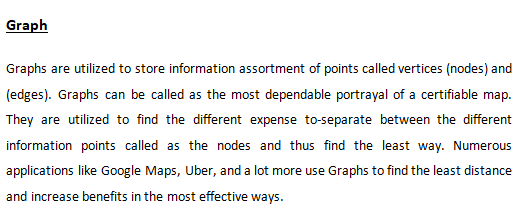 Graph
Graphs are utilized to store information assortment of points called vertices (nodes) and
(edges). Graphs can be called as the most dependable portrayal of a certifiable map.
They are utilized to find the different expense to-separate between the different
information points called as the nodes and thus find the least way. Numerous
applications like Google Maps, Uber, and a lot more use Graphs to find the least distance
and increase benefits in the most effective ways.